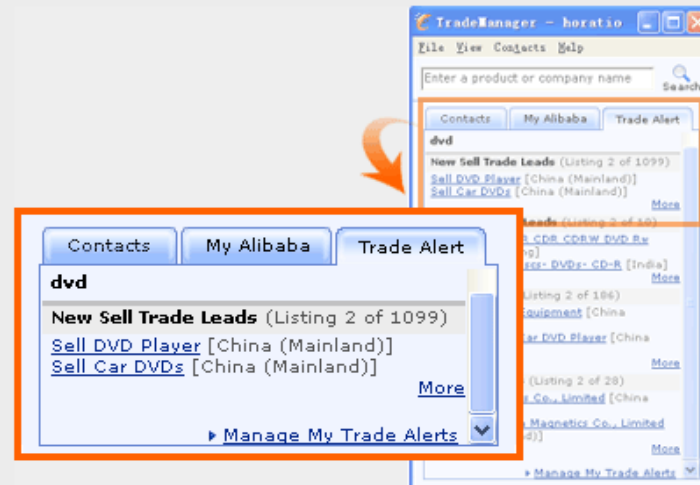 TradeManager - horatio
File View Contacts Help
Enter a product or company name
Search
Contacts My Alibaba Trade Alert
dvd
New Sell Trade Leads (Listing 2 of 1099)
Sell DVD Player [China (Mainland)]
Sell Car DVDs [China (Mainland)]
More
Leads (Listing 2 of 10)
CDR CDRW DVD Rw
DVDs- CD-R [India]
More
Listing 2 of 186)
Equipment [China
Car DVD Player [China
More
(Listing 2 of 28)
Co., Limited [China
Magnetics Co., Limited
More
Manage My Trade Alerts
Contacts My Alibaba Trade Alert
dvd
New Sell Trade Leads (Listing 2 of 1099)
Sell DVD Player [China (Mainland)]
Sell Car DVDs [China (Mainland)]
More
Manage My Trade Alerts